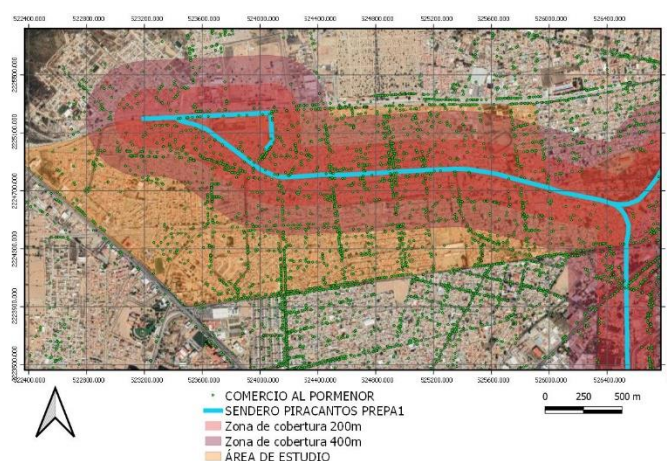 522400.000 522800.000 523200.000 523600.000 524000.000 524400.000 524800.000 525200.000 525600.000 526000.000 526400.000
522400.000 522800.000 523200.000 523600.000 524000.000 524400.000 524800.000 525200.000 525600.000 526000.000 526400.000
COMERCIO AL PORMENOR
0 250 500 m
SENDERO PIRACANTOS PREPA1
Zona de cobertura 200m
Zona de cobertura 400m
ÁREA DE ESTUDIO